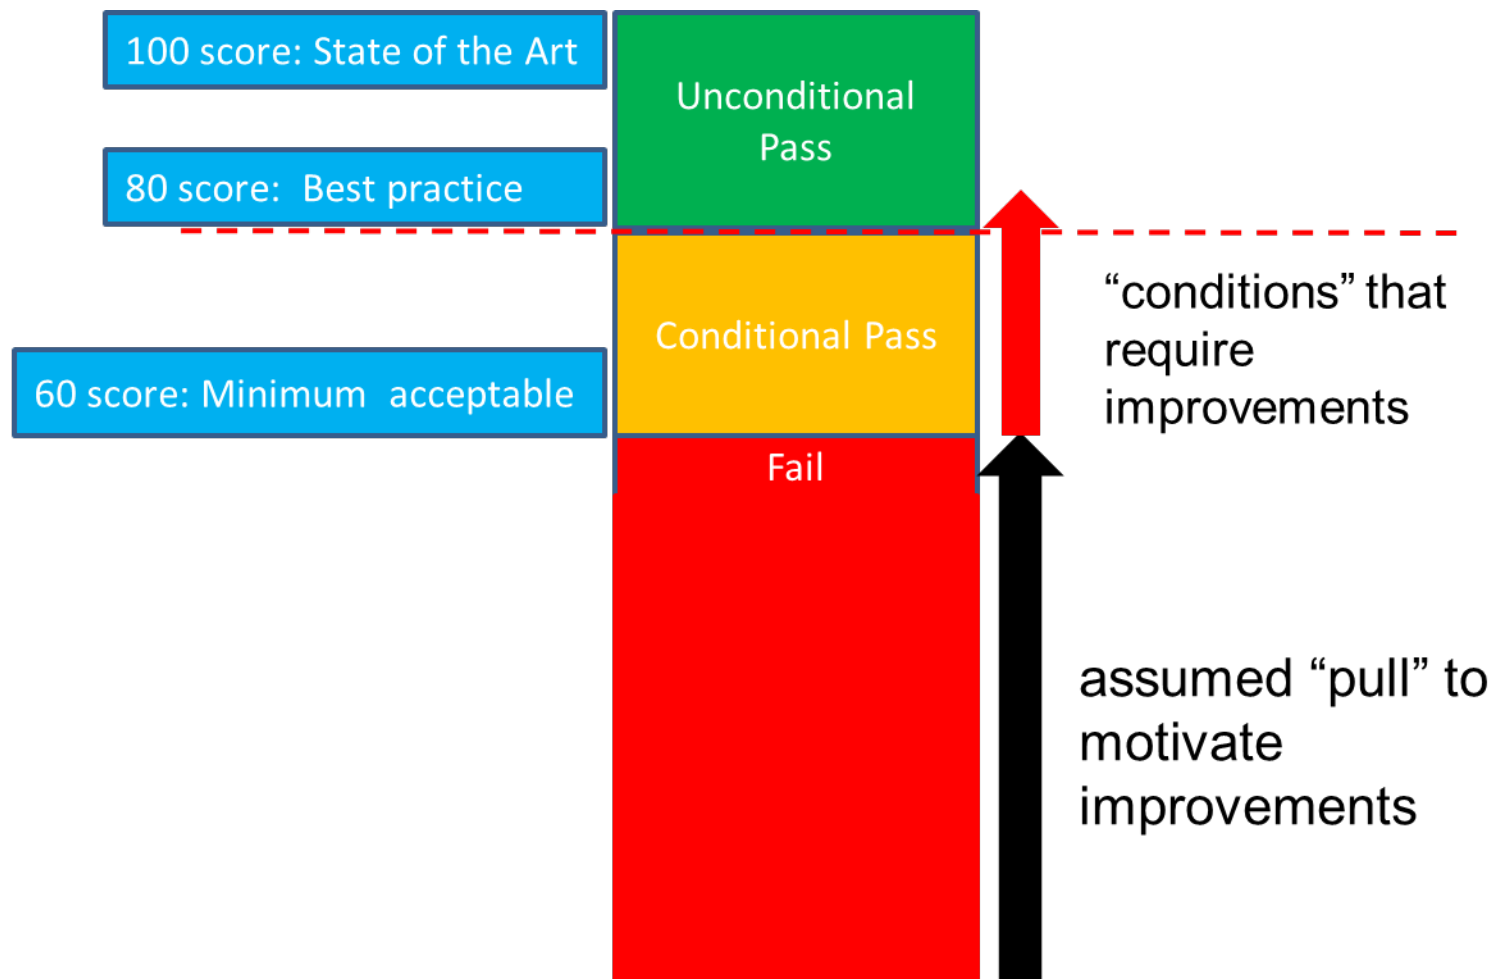 100 score: State of the Art
Unconditional
Pass
80 score:  Best practice
“conditions” that
require
improvements
Conditional Pass
60 score: Minimum  acceptable
Fail
assumed “pull” to
motivate
improvements